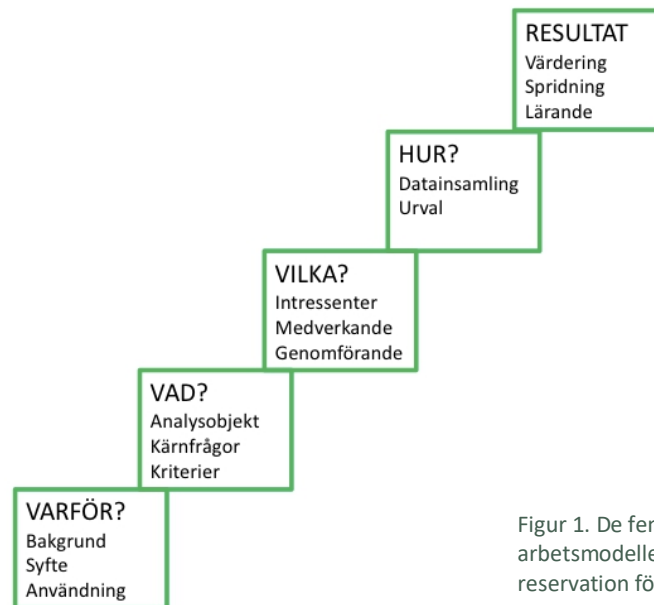 RESULTAT
Värdering
Spridning
Lärande
HUR?
Datainsamling
Urval
VILKA?
Intressenter
Medverkande
Genomförande
VAD?
Analysobjekt
Kärnfrågor
Kriterier
VARFÖR?
Bakgrund
Syfte
Användning
Figur 1. De